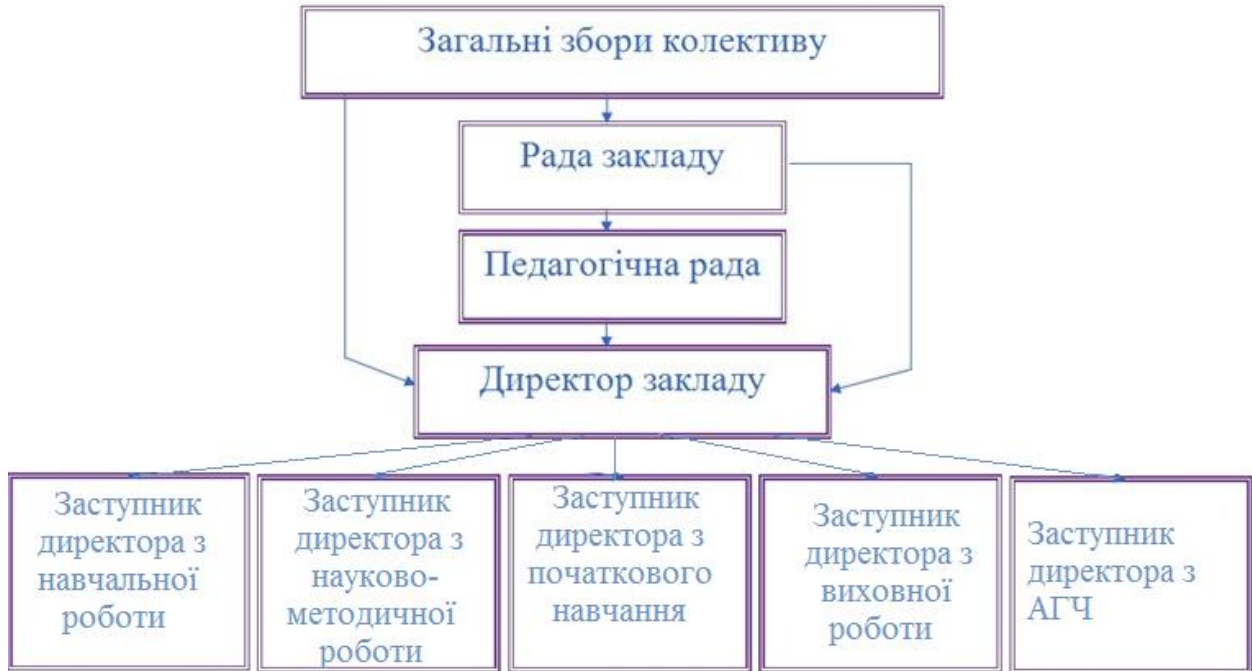 Загальні збори колективу
Рада закладу
Педагогічна рада
Директор закладу
Заступник
директора з
навчальної
роботи
Заступник
директора з
науково-
методичної
роботи
Заступник
директора з
початкового
навчання
Заступник
директора з
виховної
роботи
Заступник
директора з
АГЧ